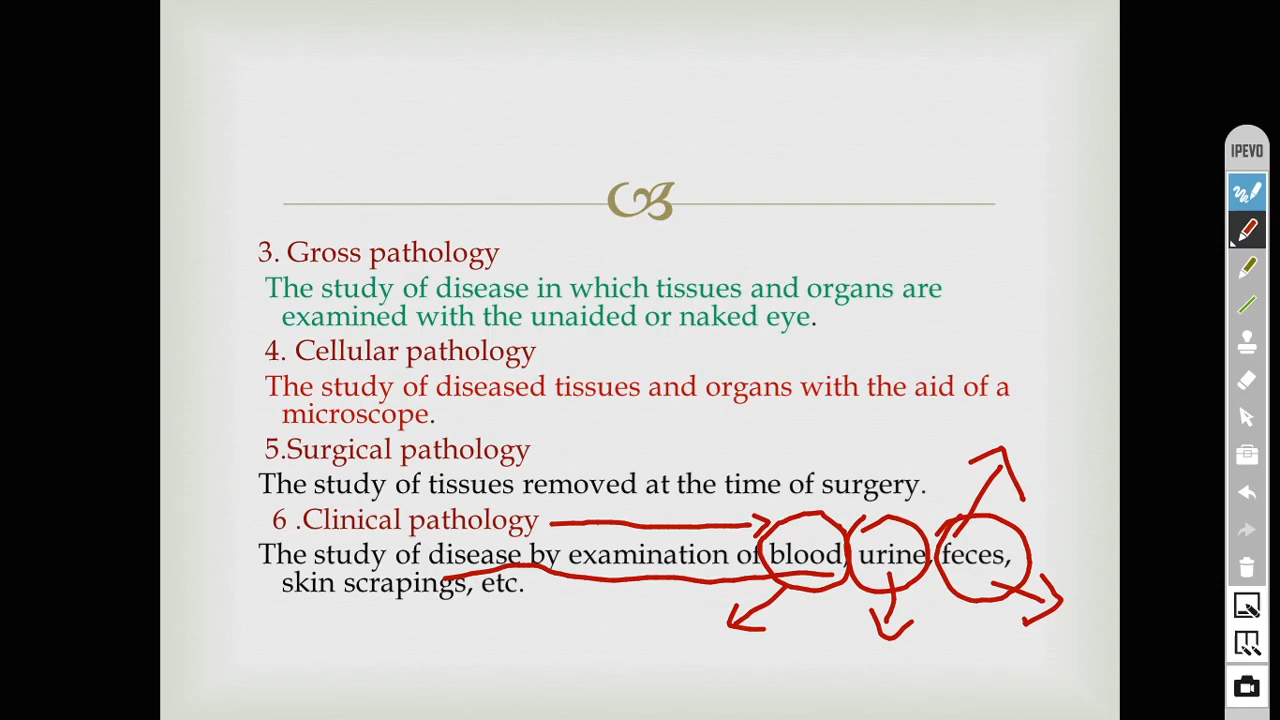 IPEVO
3. Gross pathology
The study of disease in which tissues and organs are
examined with the unaided or naked eye.
4. Cellular pathology
The study of diseased tissues and organs with the aid of a
microscope.
5.Surgical pathology
The study of tissues removed at the time of surgery.
6 .Clinical pathology
The study of disease by examination of blood, urine, feces,
skin scrapings, etc.